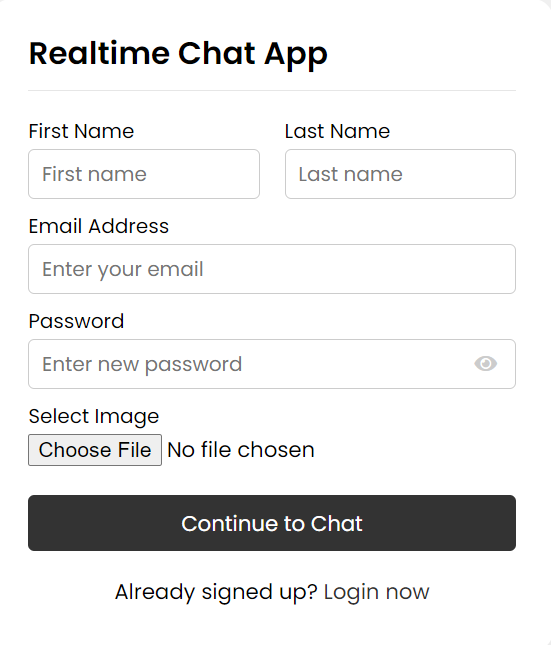 Realtime Chat App
First Name Last Name
First name Last name
Email Address
Enter your email
Password
Enter new password
Select Image
Choose File No file chosen
Continue to Chat
Already signed up? Login now